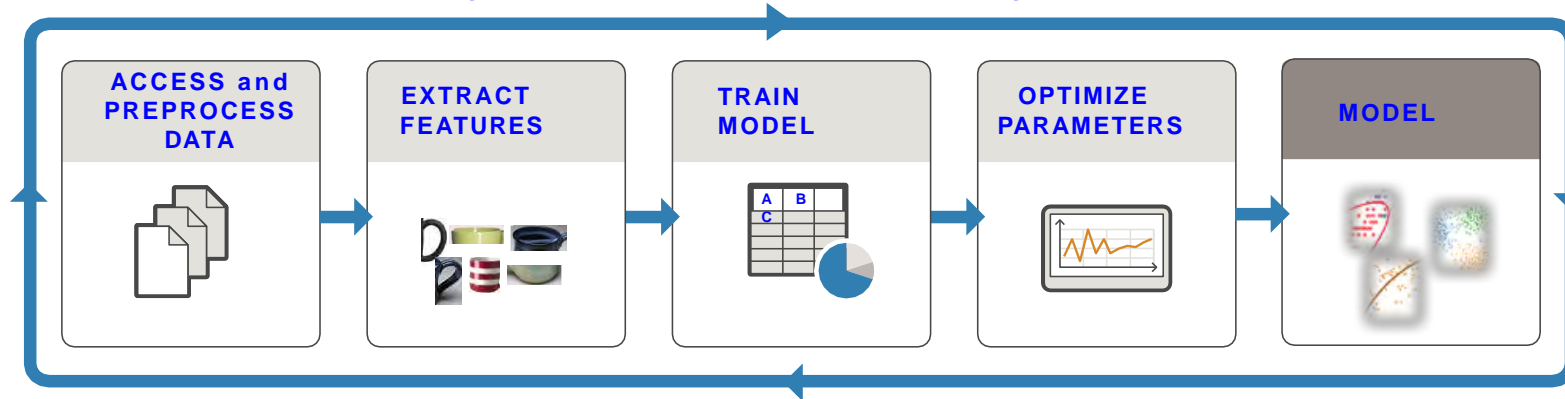 ACCESS and
PREPROCESS
DATA
EXTRACT
FEATURES
TRAIN
MODEL
OPTIMIZE
PARAMETERS
MODEL
A B
C